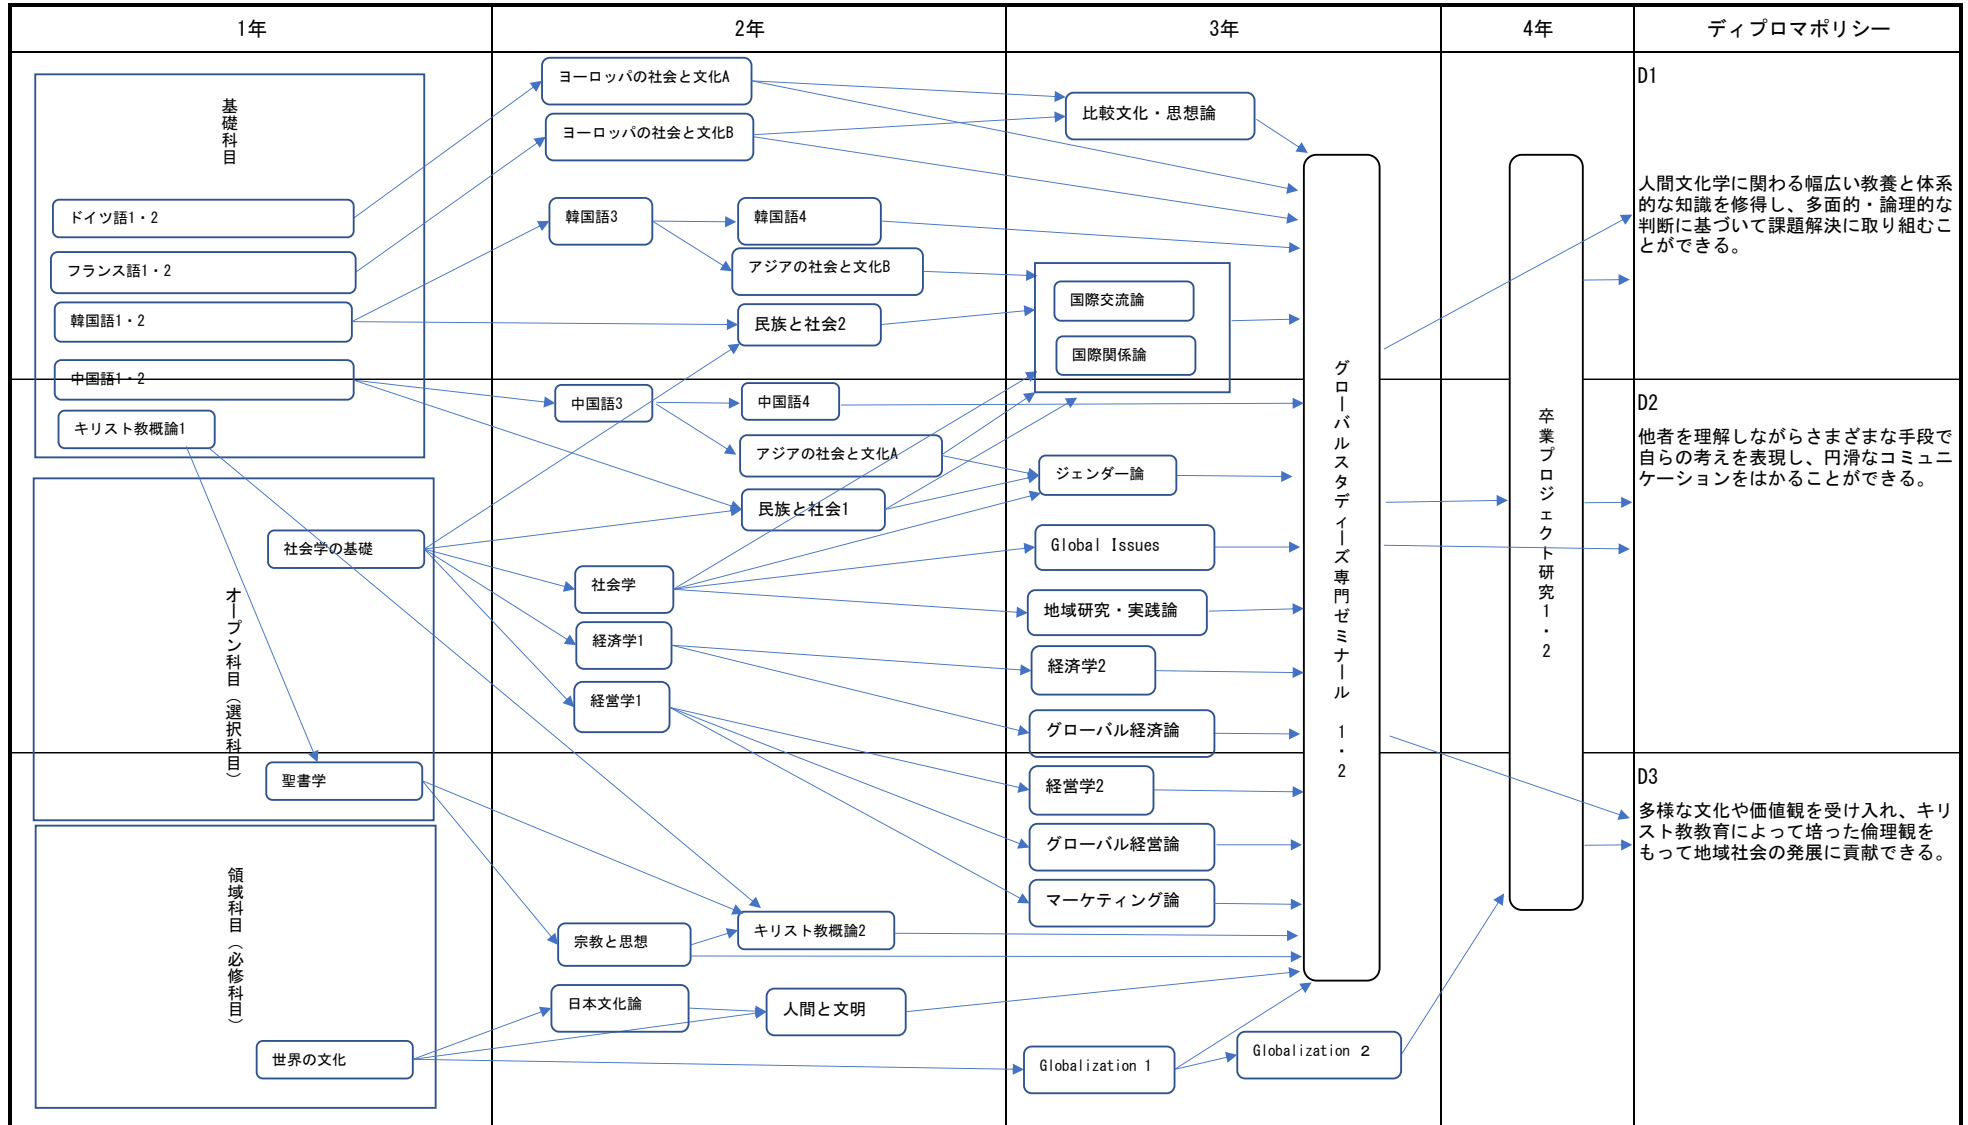 1年
2年
3年
4年
ディプロマポリシー
基礎科目
ドイツ語1・2
フランス語1・2
韓国語1・2
中国語1・2
キリスト教概論1
オープン科目（選択科目）
社会学の基礎
聖書学
領域科目（必修科目）
世界の文化
ヨーロッパの社会と文化A
ヨーロッパの社会と文化B
韓国語3
韓国語4
アジアの社会と文化B
民族と社会2
中国語3
中国語4
アジアの社会と文化A
民族と社会1
社会学
経済学1
経営学1
宗教と思想
キリスト教概論2
日本文化論
人間と文明
比較文化・思想論
国際交流論
国際関係論
ジェンダー論
Global Issues
地域研究・実践論
経済学2
グローバル経済論
経営学2
グローバル経営論
マーケティング論
Globalization 1
Globalization 2
グローバルスタディーズ専門ゼミナール 1・2
卒業プロジェクト研究1・2
D1
人間文化学に関わる幅広い教養と体系
的な知識を修得し、多面的・論理的な
判断に基づいて課題解決に取り組むこ
とができる。
D2
他者を理解しながらさまざまな手段で
自らの考えを表現し、円滑なコミュニ
ケーションをはかることができる。
D3
多様な文化や価値観を受け入れ、キリ
スト教教育によって培った倫理観を
もって地域社会の発展に貢献できる。